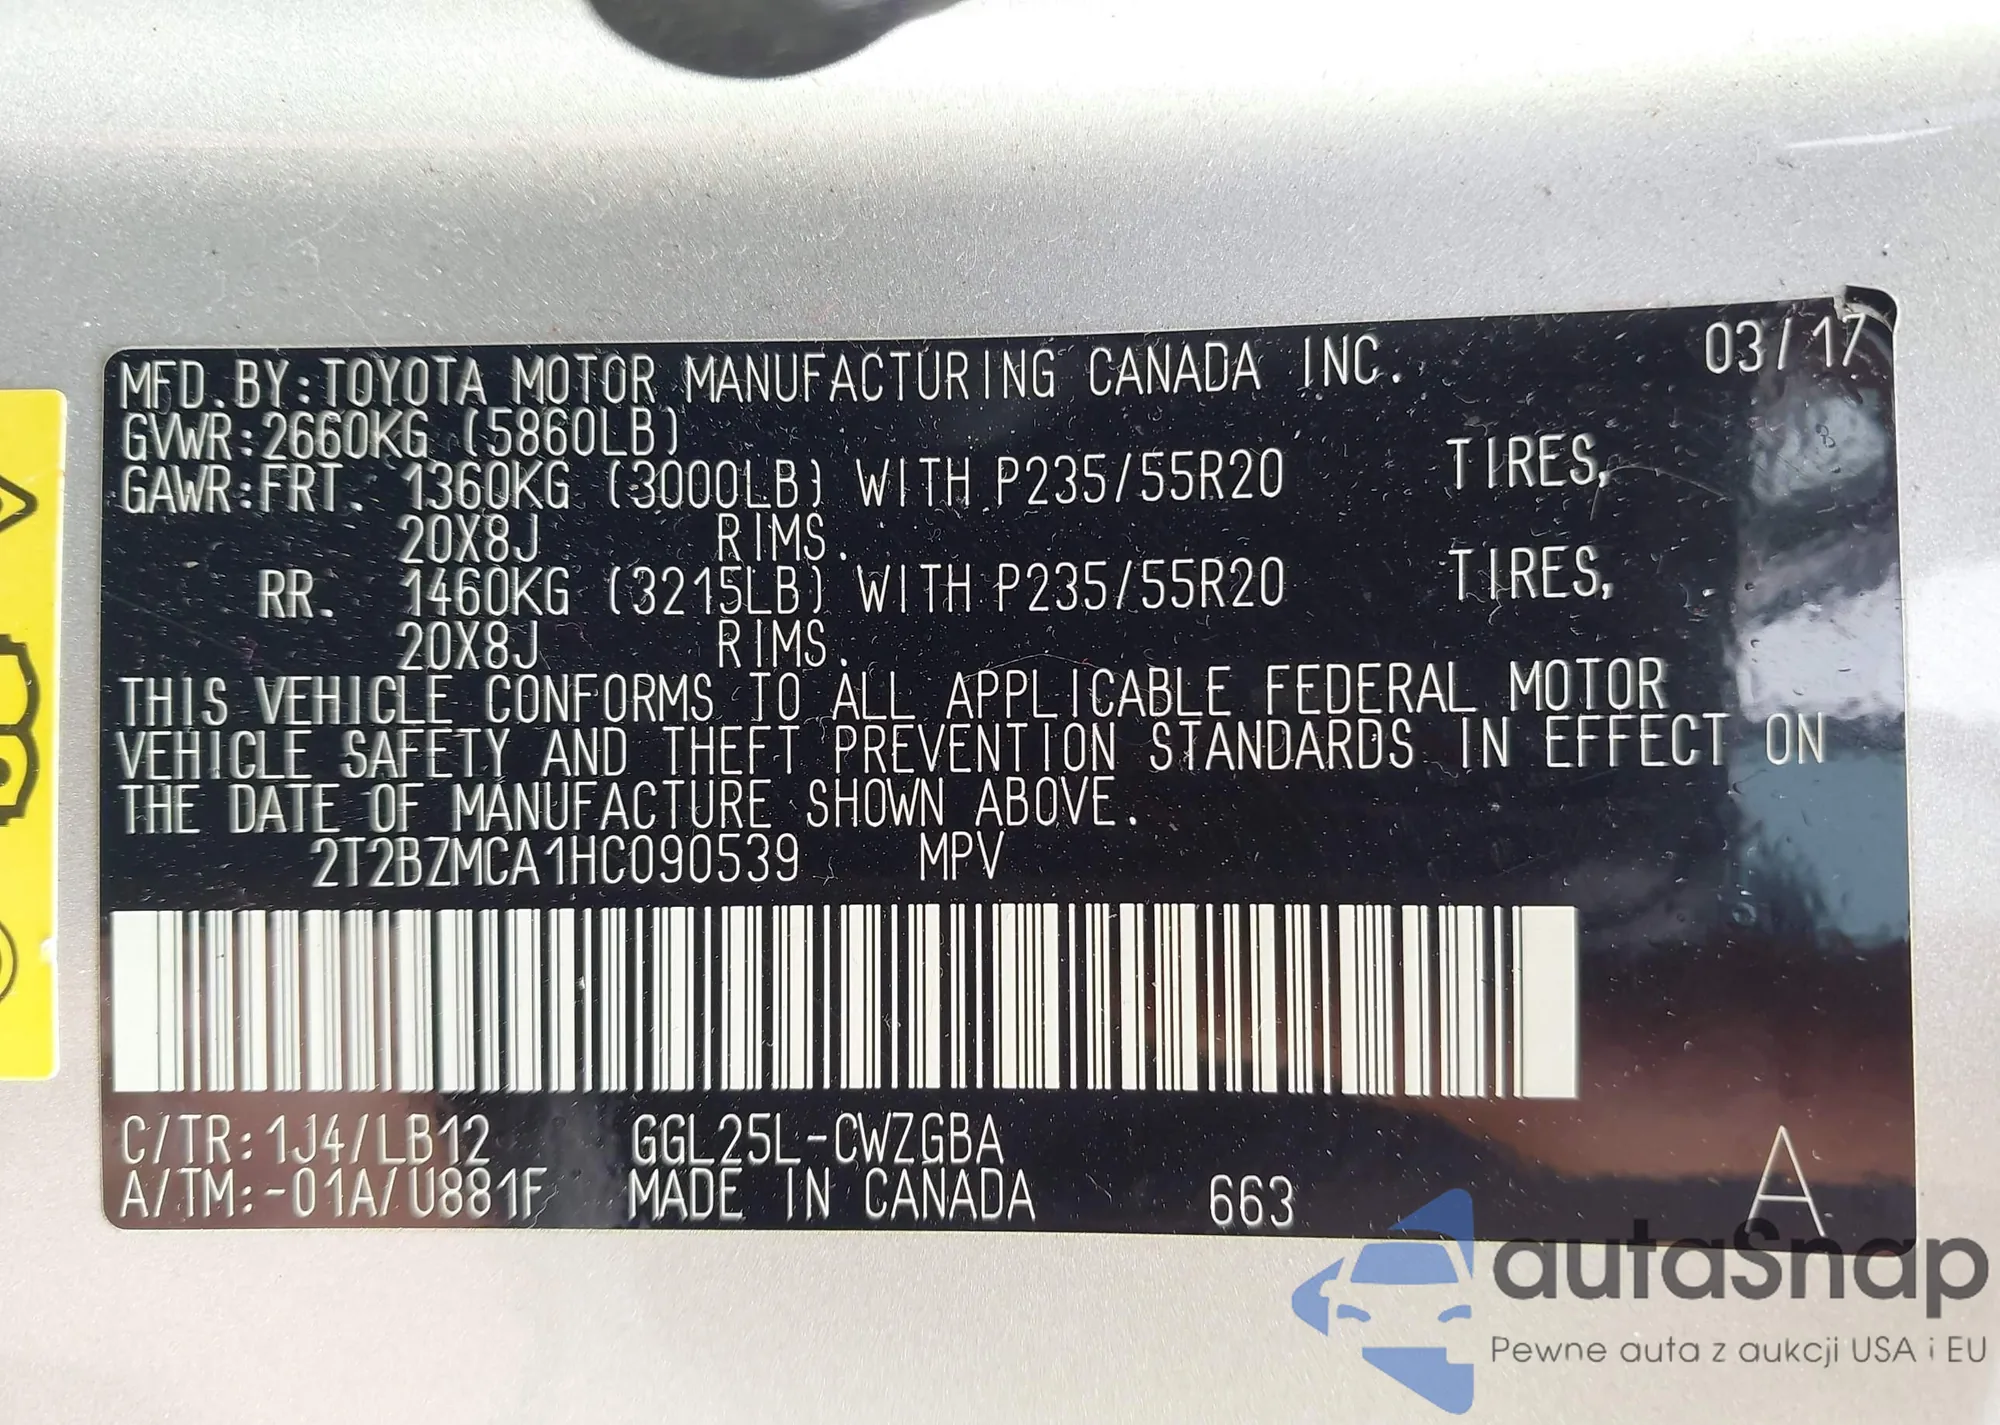 MFD. BY: TOYOTA MOTOR MANUFACTURING CANADA INC. 03/17
GVWR: 2660KG (5860LB)
GAWR: FRT. 1360KG (3000LB) WITH P235/55R20 TIRES,
20X8J RIMS.
RR. 1460KG (3215LB) WITH P235/55R20 TIRES,
20X8J RIMS.
THIS VEHICLE CONFORMS TO ALL APPLICABLE FEDERAL MOTOR
VEHICLE SAFETY AND THEFT PREVENTION STANDARDS IN EFFECT ON
THE DATE OF MANUFACTURE SHOWN ABOVE.
2T2BZMCA1HC090539 MPV
C/TR: 1J4/LB12 GGL25L-CWZGBA
A/TM: -01A/U881F MADE IN CANADA 663 A
autaSnap
Pewne auta z aukcji USA i EU